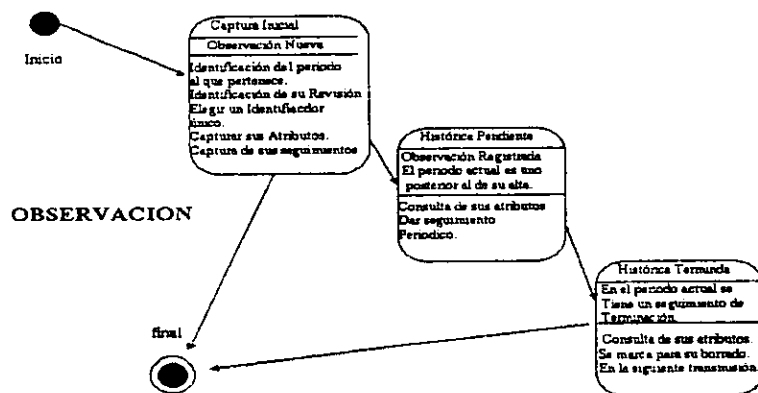 Inicio
Captura Inicial
Observación Nueva
Identificación del periodo
al que pertenece.
Identificación de su Revisión
Elegir un Identificador
único.
Capturar sus Atributos.
Captura de sus seguimientos
Histórica Pendiente
Observación Registrada
El periodo actual es uno
posterior al de su alta.
Consulta de sus atributos
Dar seguimiento
Periodico.
OBSERVACION
Histórica Terminda
En el periodo actual se
Tiene un seguimiento de
Terminación.
Consulta de sus atributos.
Se marca para su borrado.
En la siguiente transmisión.
final